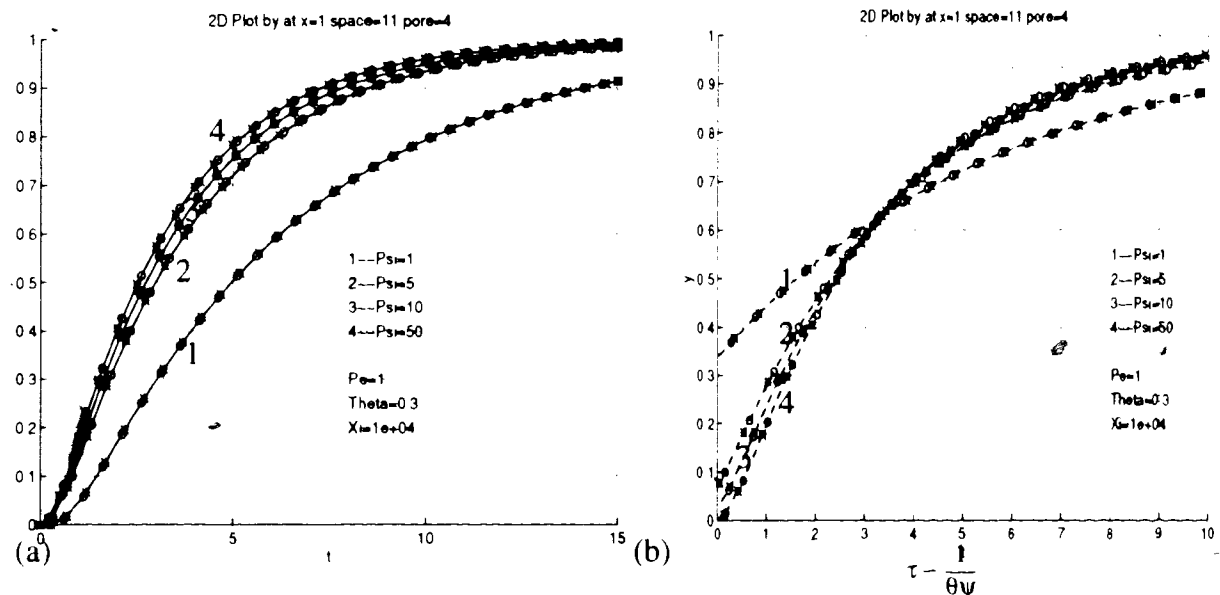 2D Plot by at x=1 space=11 pore=4
1
0.9
0.8
0.7
0.6
0.5
0.4
0.3
0.2
0.1
0
0
5
10
15
t
4
3
2
1
1--Psi=1
2--Psi=5
3--Psi=10
4--Psi=50
Pe=1
Theta=0.3
Xi=1e+04
(a)
2D Plot by at x=1 space=11 pore=4
1
0.9
0.8
0.7
0.6
0.5
0.4
0.3
0.2
0.1
0
y
0 1 2 3 4 5 6 7 8 9 10
1
2
3
4
1--Psi=1
2--Psi=5
3--Psi=10
4--Psi=50
Pe=1
Theta=0.3
Xi=1e+04
(b)
τ - 1/θψ